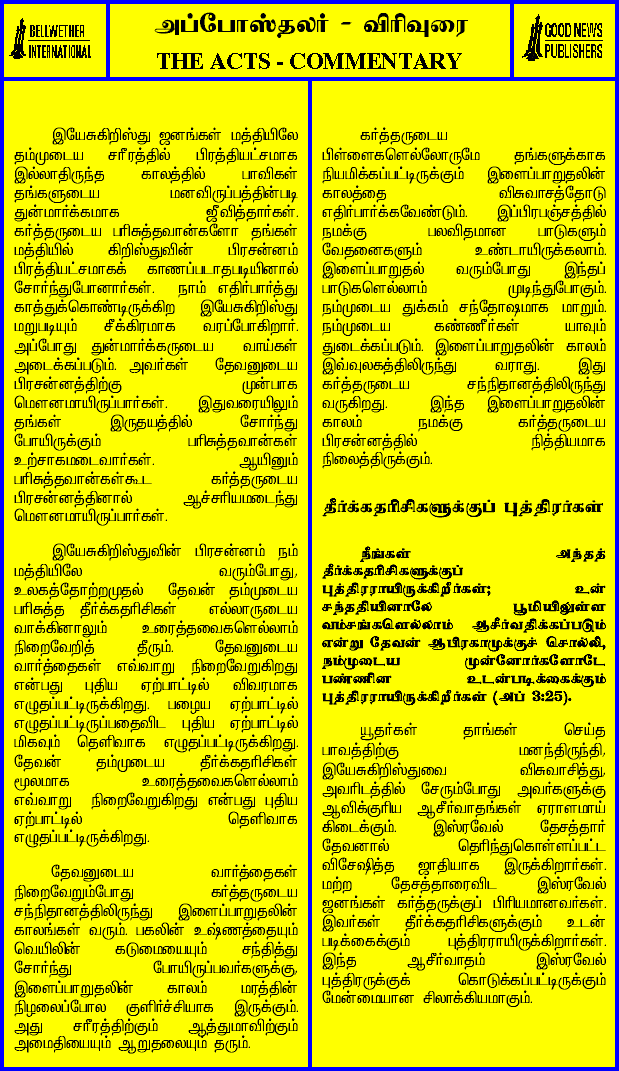 BELLWETHER
INTERNATIONAL
அப்போஸ்தலர் - விரிவுரை
THE ACTS - COMMENTARY
GOOD NEWS
PUBLISHERS
இயேசுகிறிஸ்து ஜனங்கள் மத்தியிலே
தம்முடைய சரீரத்தில் பிரத்தியட்சமாக
இல்லாதிருந்த காலத்தில் பாவிகள்
தங்களுடைய மனவிருப்பத்தின்படி
துன்மார்க்கமாக ஜீவித்தார்கள்.
கர்த்தருடைய பரிசுத்தவான்களோ தங்கள்
மத்தியில் கிறிஸ்துவின் பிரசன்னம்
பிரத்தியட்சமாகக் காணப்படாதபடியினால்
சோர்ந்துபோனார்கள். நாம் எதிர்பார்த்து
காத்துக்கொண்டிருக்கிற இயேசுகிறிஸ்து
மறுபடியும் சீக்கிரமாக வரப்போகிறார்.
அப்போது துன்மார்க்கருடைய வாய்கள்
அடைக்கப்படும். அவர்கள் தேவனுடைய
பிரசன்னத்திற்கு முன்பாக
மௌனமாயிருப்பார்கள். இதுவரையிலும்
தங்கள் இருதயத்தில் சோர்ந்து
போயிருக்கும் பரிசுத்தவான்கள்
உற்சாகமடைவார்கள். ஆயினும்
பரிசுத்தவான்கள்கூட கர்த்தருடைய
பிரசன்னத்தினால் ஆச்சரியமடைந்து
மௌனமாயிருப்பார்கள்.
இயேசுகிறிஸ்துவின் பிரசன்னம் நம்
மத்தியிலே வரும்போது,
உலகத்தோற்றமுதல் தேவன் தம்முடைய
பரிசுத்த தீர்க்கதரிசிகள் எல்லாருடைய
வாக்கினாலும் உரைத்தவைகளெல்லாம்
நிறைவேறித் தீரும். தேவனுடைய
வார்த்தைகள் எவ்வாறு நிறைவேறுகிறது
என்பது புதிய ஏற்பாட்டில் விவரமாக
எழுதப்பட்டிருக்கிறது. பழைய ஏற்பாட்டில்
எழுதப்பட்டிருப்பதைவிட புதிய ஏற்பாட்டில்
மிகவும் தெளிவாக எழுதப்பட்டிருக்கிறது.
தேவன் தம்முடைய தீர்க்கதரிசிகள்
மூலமாக உரைத்தவைகளெல்லாம்
எவ்வாறு நிறைவேறுகிறது என்பது புதிய
ஏற்பாட்டில் தெளிவாக
எழுதப்பட்டிருக்கிறது.
தேவனுடைய வார்த்தைகள்
நிறைவேறும்போது கர்த்தருடைய
சந்நிதானத்திலிருந்து இளைப்பாறுதலின்
காலங்கள் வரும். பகலின் உஷ்ணத்தையும்
வெயிலின் கடுமையையும் சந்தித்து
சோர்ந்து போயிருப்பவர்களுக்கு,
இளைப்பாறுதலின் காலம் மரத்தின்
நிழலைப்போல குளிர்ச்சியாக இருக்கும்.
அது சரீரத்திற்கும் ஆத்துமாவிற்கும்
அமைதியையும் ஆறுதலையும் தரும்.
கர்த்தருடைய
பிள்ளைகளெல்லோருமே தங்களுக்காக
நியமிக்கப்பட்டிருக்கும் இளைப்பாறுதலின்
காலத்தை விசுவாசத்தோடு
எதிர்பார்க்கவேண்டும். இப்பிரபஞ்சத்தில்
நமக்கு பலவிதமான பாடுகளும்
வேதனைகளும் உண்டாயிருக்கலாம்.
இளைப்பாறுதல் வரும்போது இந்தப்
பாடுகளெல்லாம் முடிந்துபோகும்.
நம்முடைய துக்கம் சந்தோஷமாக மாறும்.
நம்முடைய கண்ணீர்கள் யாவும்
துடைக்கப்படும். இளைப்பாறுதலின் காலம்
இவ்வுலகத்திலிருந்து வராது. இது
கர்த்தருடைய சந்நிதானத்திலிருந்து
வருகிறது. இந்த இளைப்பாறுதலின்
காலம் நமக்கு கர்த்தருடைய
பிரசன்னத்தில் நித்தியமாக
நிலைத்திருக்கும்.
தீர்க்கதரிசிகளுக்குப் புத்திரர்கள்
நீங்கள் அந்தத்
தீர்க்கதரிசிகளுக்குப்
புத்திரராயிருக்கிறீர்கள்; உன்
சந்ததியினாலே பூமியிலுள்ள
வம்சங்களெல்லாம் ஆசீர்வதிக்கப்படும்
என்று தேவன் ஆபிரகாமுக்குச் சொல்லி,
நம்முடைய முன்னோர்களோடே
பண்ணின உடன்படிக்கைக்கும்
புத்திரராயிருக்கிறீர்கள் (அப் 3:25).
யூதர்கள் தாங்கள் செய்த
பாவத்திற்கு மனந்திருந்தி,
இயேசுகிறிஸ்துவை விசுவாசித்து,
அவரிடத்தில் சேரும்போது அவர்களுக்கு
ஆவிக்குரிய ஆசீர்வாதங்கள் ஏராளமாய்
கிடைக்கும். இஸ்ரவேல் தேசத்தார்
தேவனால் தெரிந்துகொள்ளப்பட்ட
விசேஷித்த ஜாதியாக இருக்கிறார்கள்.
மற்ற தேசத்தாரைவிட இஸ்ரவேல்
ஜனங்கள் கர்த்தருக்குப் பிரியமானவர்கள்.
இவர்கள் தீர்க்கதரிசிகளுக்கும் உடன்
படிக்கைக்கும் புத்திரராயிருக்கிறார்கள்.
இந்த ஆசீர்வாதம் இஸ்ரவேல்
புத்திரருக்குக் கொடுக்கப்பட்டிருக்கும்
மேன்மையான சிலாக்கியமாகும்.